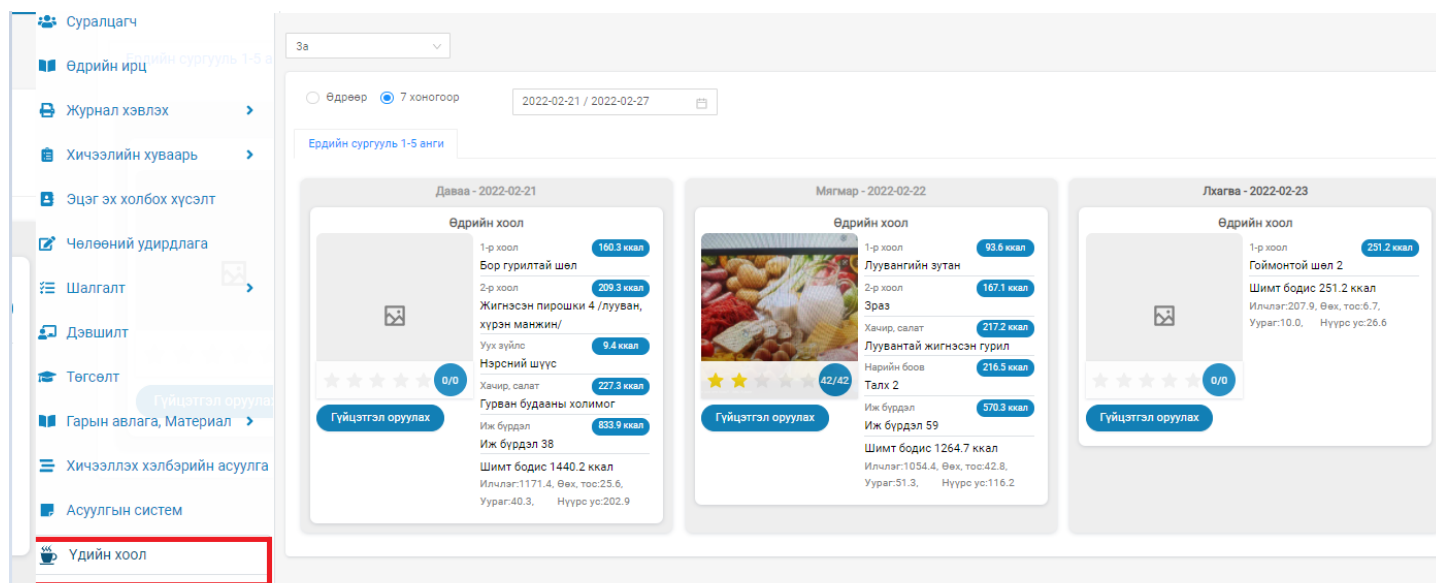 Суралцагч
Өдрийн ирц
Журнал хэвлэх
Хичээлийн хуваарь
Эцэг эх холбох хүсэлт
Чөлөөний удирдлага
Шалгалт
Дэвшилт
Төгсөлт
Гарын авлага, Материал
Хичээллэх хэлбэрийн асуулга
Асуулгын систем
Үдийн хоол
3а
Өдрөөр 7 хоногоор 2022-02-21 / 2022-02-27
Ердийн сургууль 1-5 анги
Даваа - 2022-02-21
Өдрийн хоол
1-р хоол 160.3 ккал
Бор гурилтай шөл
2-р хоол 209.3 ккал
Жигнэсэн пирошки 4 /лууван,
хүрэн манжин/
Уух зүйлс 9.4 ккал
Нэрсний шүүс
Хачир, салат 227.3 ккал
Гурван будааны холимог
Иж бүрдэл 833.9 ккал
Иж бүрдэл 38
Шимт бодис 1440.2 ккал
Илчлэг:1171.4, Өөх, тос:25.6,
Уураг:40.3, Нүүрс ус:202.9
0/0
Гүйцэтгэл оруулах
Мягмар - 2022-02-22
Өдрийн хоол
1-р хоол 93.6 ккал
Луувангийн зутан
2-р хоол 167.1 ккал
Зраз
Хачир, салат 217.2 ккал
Луувантай жигнэсэн гурил
Нарийн боов 216.5 ккал
Талх 2
Иж бүрдэл 570.3 ккал
Иж бүрдэл 59
Шимт бодис 1264.7 ккал
Илчлэг:1054.4, Өөх, тос:42.8,
Уураг:51.3, Нүүрс ус:116.2
42/42
Гүйцэтгэл оруулах
Лхагва - 2022-02-23
Өдрийн хоол
1-р хоол 251.2 ккал
Гоймонтой шөл 2
Шимт бодис 251.2 ккал
Илчлэг:207.9, Өөх, тос:6.7,
Уураг:10.0, Нүүрс ус:26.6
0/0
Гүйцэтгэл оруулах